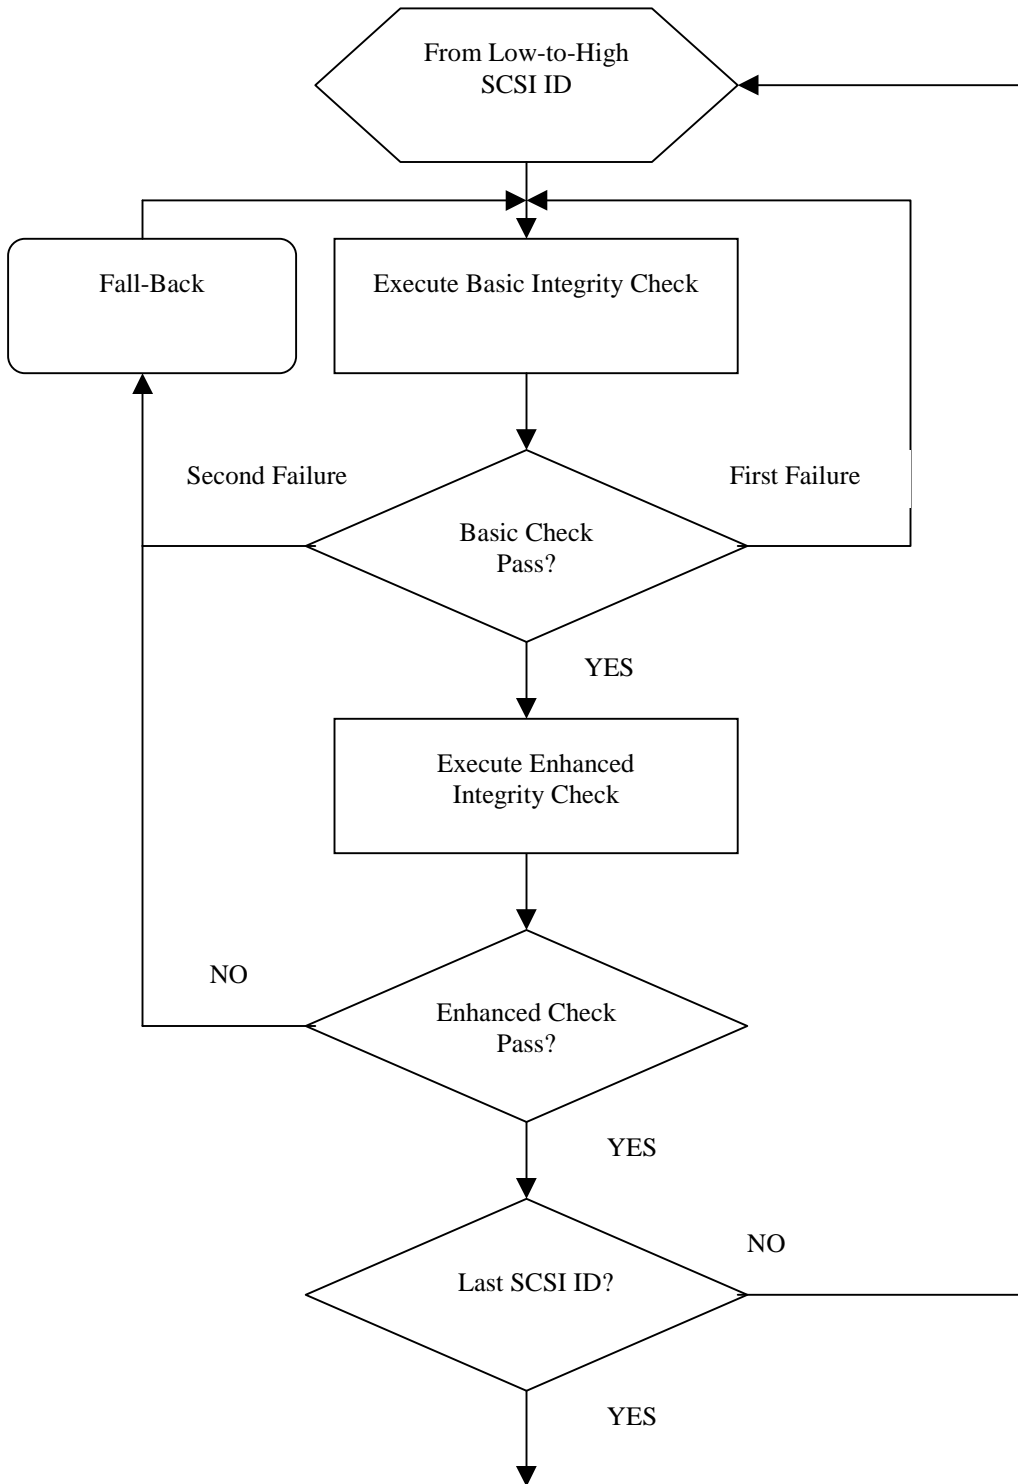 From Low-to-High
SCSI ID
Fall-Back
Execute Basic Integrity Check
Second Failure
First Failure
Basic Check
Pass?
YES
Execute Enhanced
Integrity Check
NO
Enhanced Check
Pass?
YES
NO
Last SCSI ID?
YES